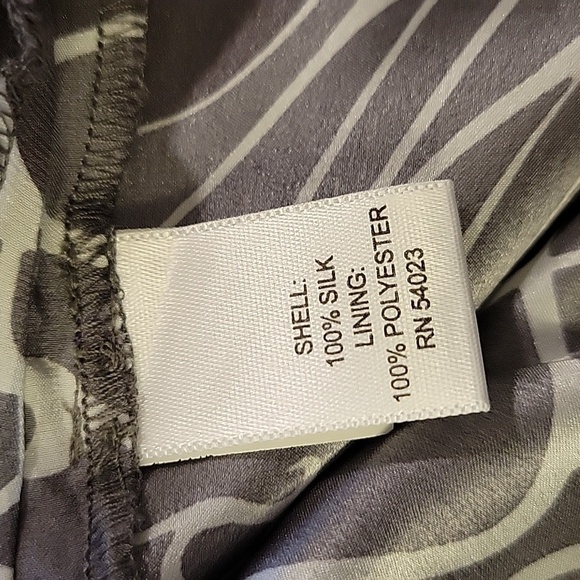 SHELL:
100% SILK
LINING:
100% POLYESTER
RN 54023